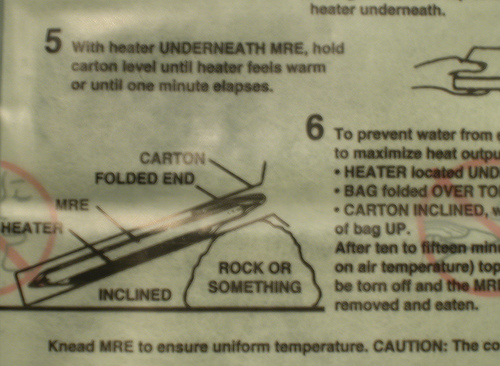 heater underneath.
5 With heater UNDERNEATH MRE, hold
carton level until heater feels warm
or until one minute elapses.
6 To prevent water from
to maximize heat outpu
• HEATER located UND
• BAG folded OVER TO
• CARTON INCLINED, w
of bag UP.
After ten to fifteen min
on air temperature) top
be torn off and the MR
removed and eaten.
CARTON
FOLDED END
MRE
HEATER
INCLINED
ROCK OR
SOMETHING
Knead MRE to ensure uniform temperature. CAUTION: The co